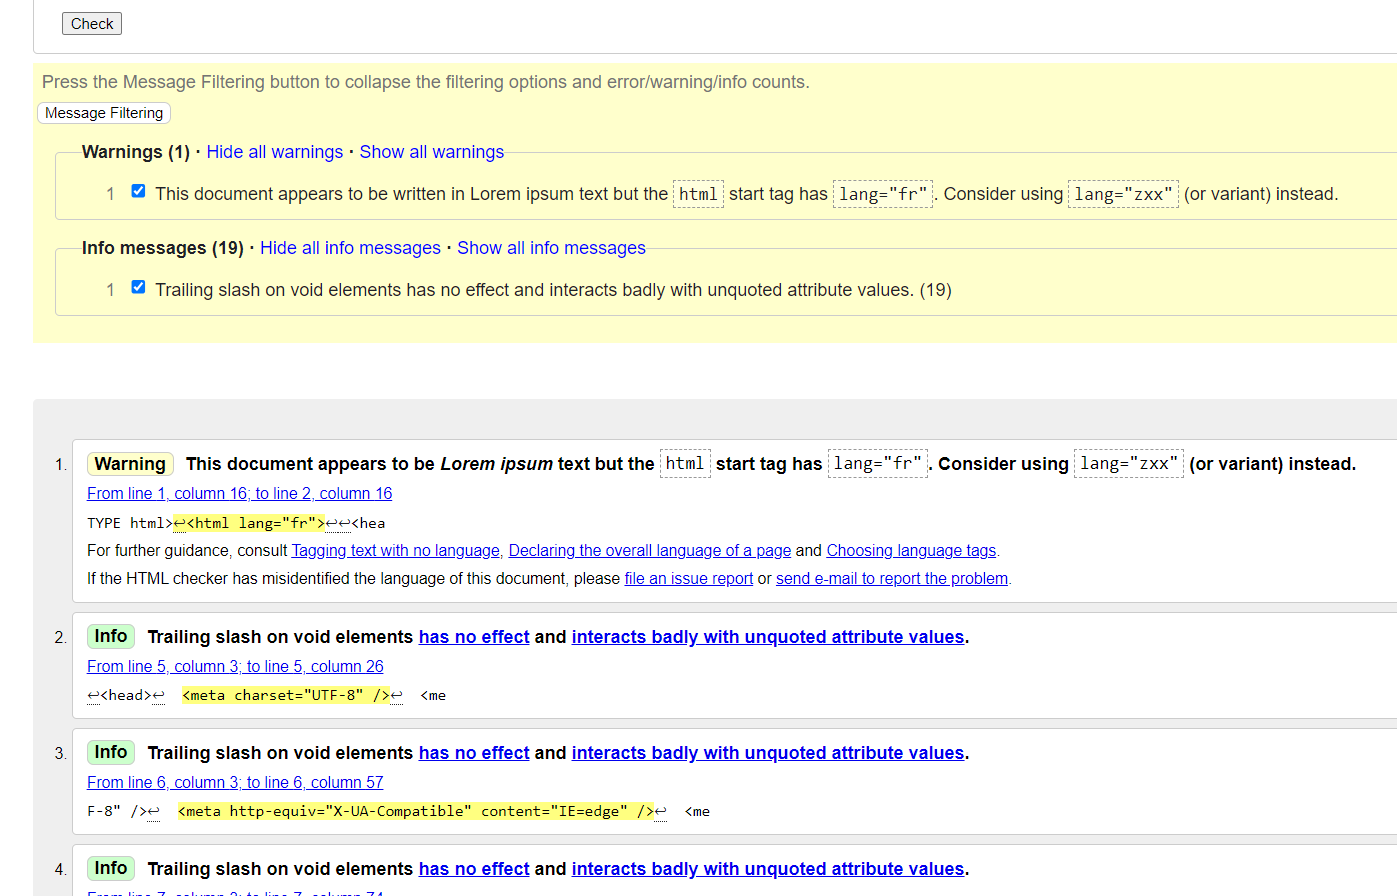 Check
Press the Message Filtering button to collapse the filtering options and error/warning/info counts.
Message Filtering
Warnings (1) · Hide all warnings · Show all warnings
1 This document appears to be written in Lorem ipsum text but the html start tag has lang="fr". Consider using lang="zxx" (or variant) instead.
Info messages (19) · Hide all info messages · Show all info messages
1 Trailing slash on void elements has no effect and interacts badly with unquoted attribute values. (19)
1. Warning This document appears to be Lorem ipsum text but the html start tag has lang="fr". Consider using lang="zxx" (or variant) instead.
From line 1, column 16; to line 2, column 16
TYPE html>↩<html lang="fr">↩↩<hea
For further guidance, consult Tagging text with no language, Declaring the overall language of a page and Choosing language tags.
If the HTML checker has misidentified the language of this document, please file an issue report or send e-mail to report the problem.
2. Info Trailing slash on void elements has no effect and interacts badly with unquoted attribute values.
From line 5, column 3; to line 5, column 26
↩<head>↩ <meta charset="UTF-8" />↩ <me
3. Info Trailing slash on void elements has no effect and interacts badly with unquoted attribute values.
From line 6, column 3; to line 6, column 57
F-8" />↩ <meta http-equiv="X-UA-Compatible" content="IE=edge" />↩ <me
4. Info Trailing slash on void elements has no effect and interacts badly with unquoted attribute values.
From line 7, column 3; to line 7, column 74